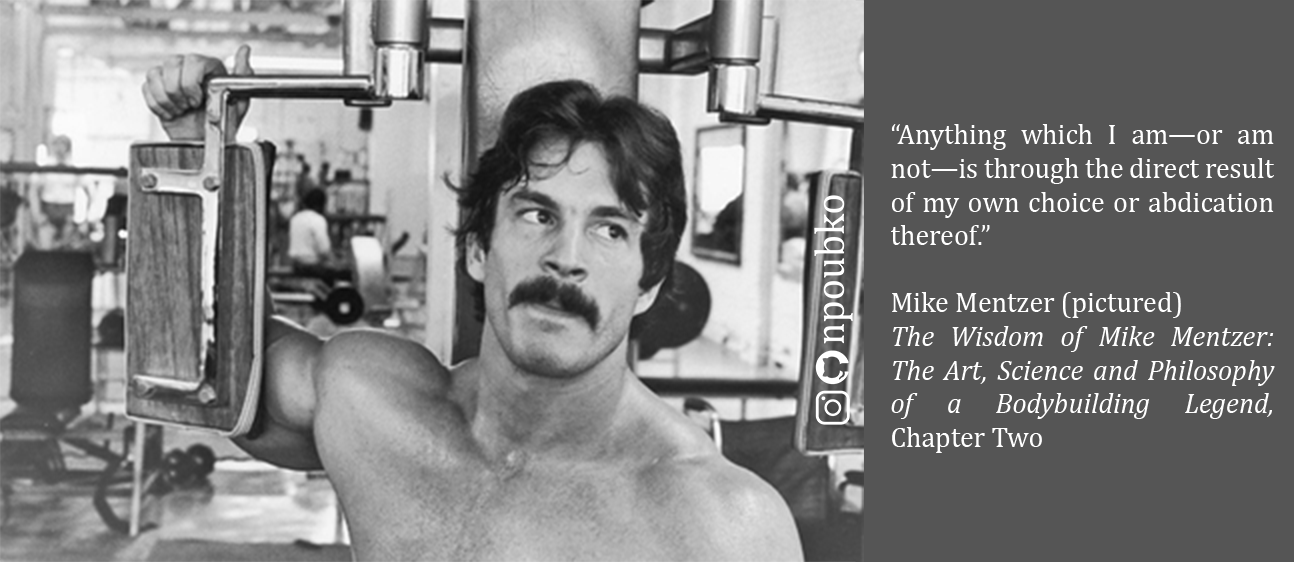 “Anything which I am—or am
not—is through the direct result
of my own choice or abdication
thereof.”
Mike Mentzer (pictured)
The Wisdom of Mike Mentzer:
The Art, Science and Philosophy
of a Bodybuilding Legend,
Chapter Two
npoubko